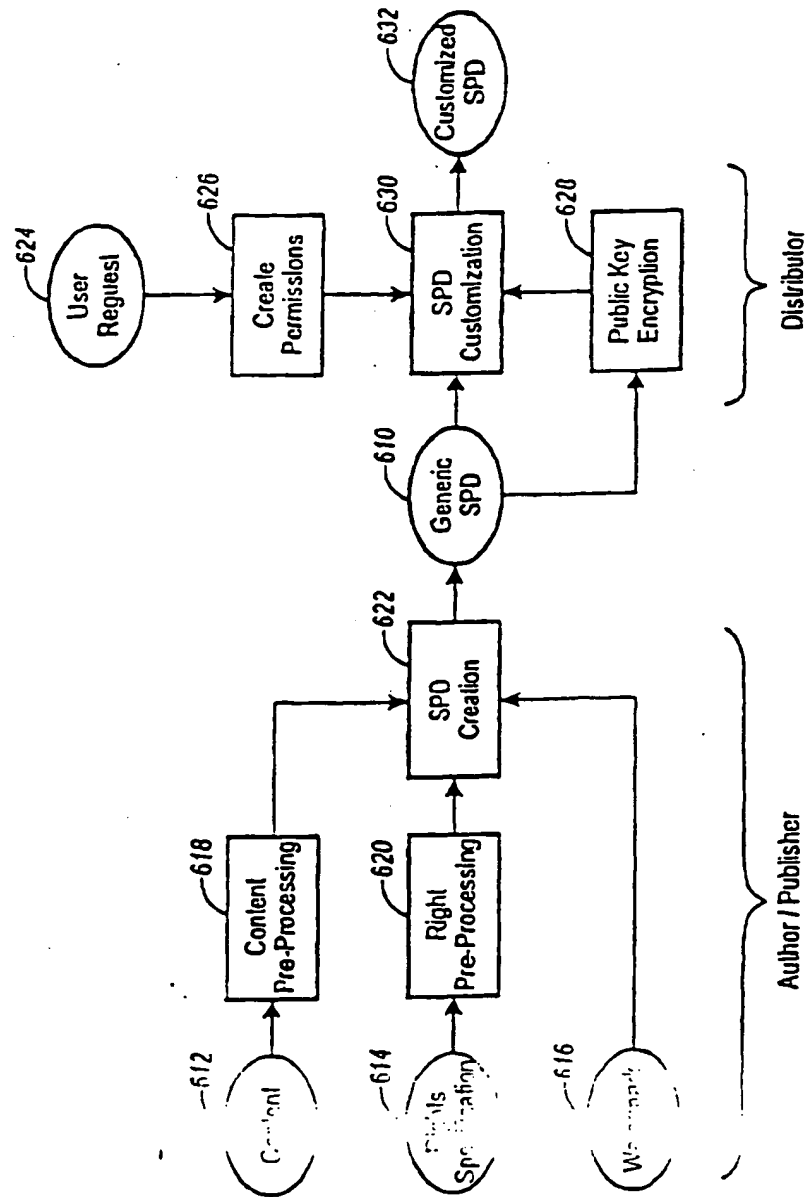 624
User
Reguest
626
Create
Permissions
632
Customized
SPD
630
SPD
Customization
628
Public Key
Encryption
610
Generic
SPD
622
SPD
Creation
618
Content
Pre-Processing
620
Right
Pre-Processing
612
614
616
Author / Publisher
Distributor